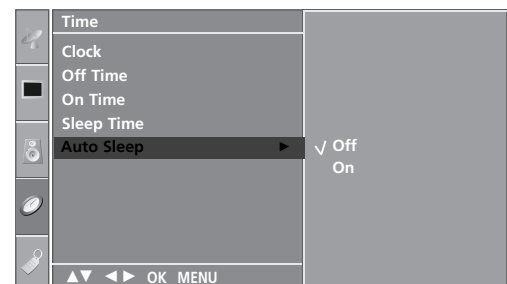 Time
Clock
Off Time
On Time
Sleep Time
Auto Sleep ►
√ Off
On
▲▼ ◄► OK MENU